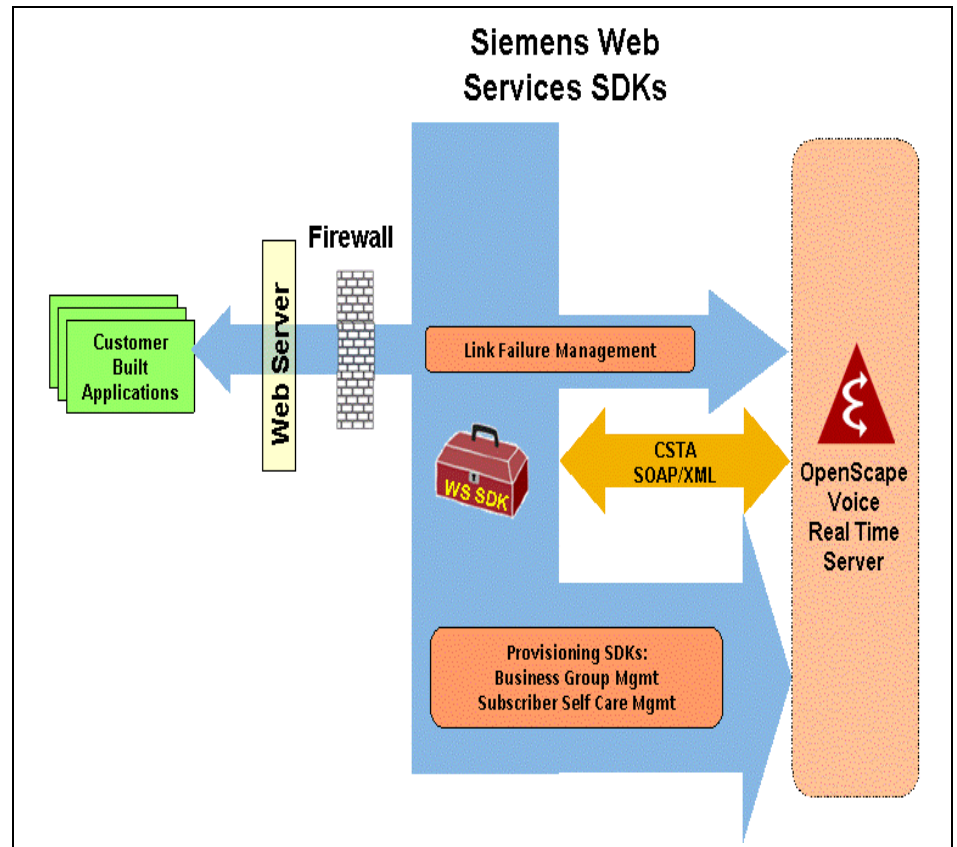 Siemens Web
Services SDKs
Firewall
Web Server
Customer
Built
Applications
Link Failure Management
WS SDK
CSTA
SOAP/XML
OpenScape
Voice
Real Time
Server
Provisioning SDKs:
Business Group Mgmt
Subscriber Self Care Mgmt